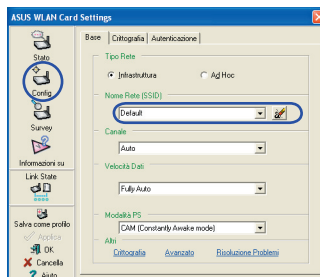 ASUS WLAN Card Settings
Stato
Config
Survey
Informazioni su
Link State
Salva come profilo
Applica
OK
Cancella
Aiuto
Base
Crittografia
Autenticazione
Tipo Rete
Infrastruttura
Ad Hoc
Nome Rete (SSID)
Default
Canale
Auto
Velocità Dati
Fully Auto
Modalità PS
CAM (Constantly Awake mode)
Altri
Crittografia
Avanzato
Risoluzione Problemi